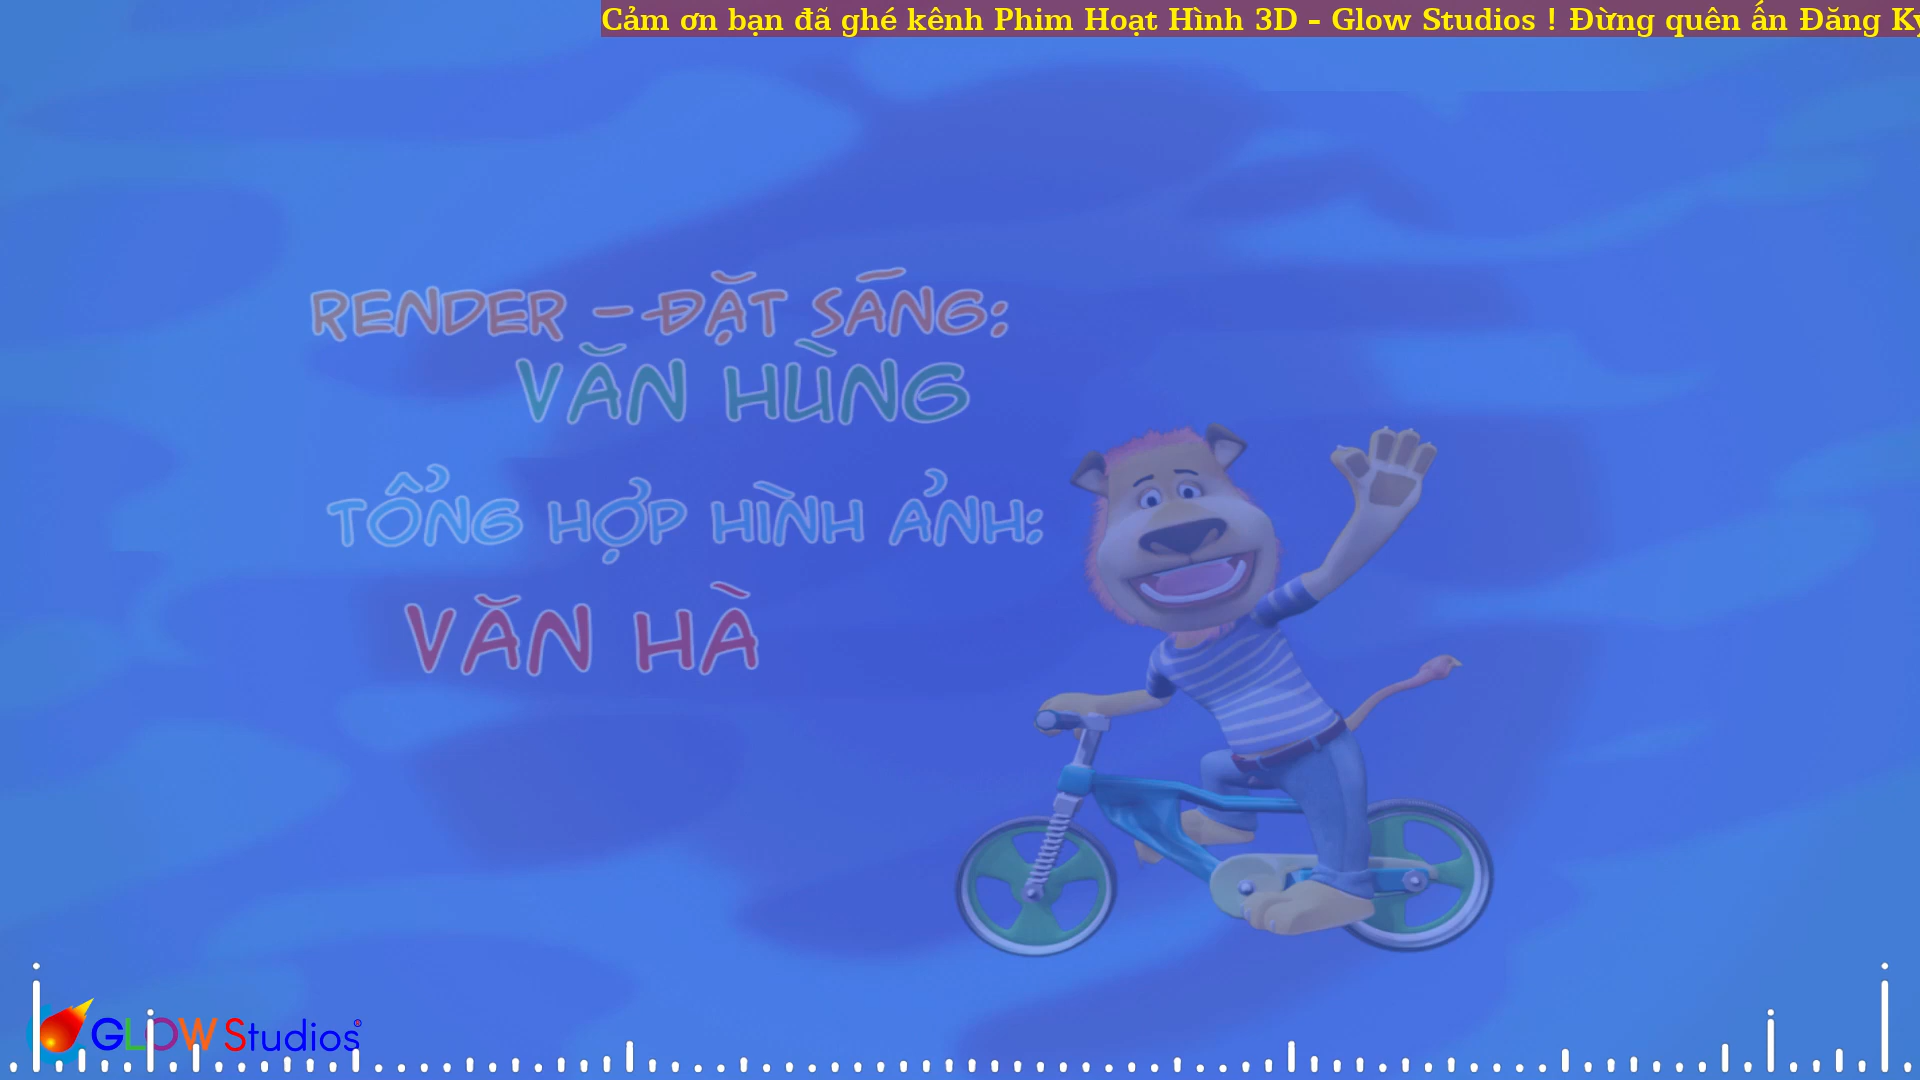 Cảm ơn bạn đã ghé kênh Phim Hoạt Hình 3D - Glow Studios ! Đừng quên ấn Đăng Ký
RENDER - ĐẶT SÁNG:
VĂN HÙNG
TỔNG HỢP HÌNH ẢNH:
VĂN HÀ
GLOW Studios